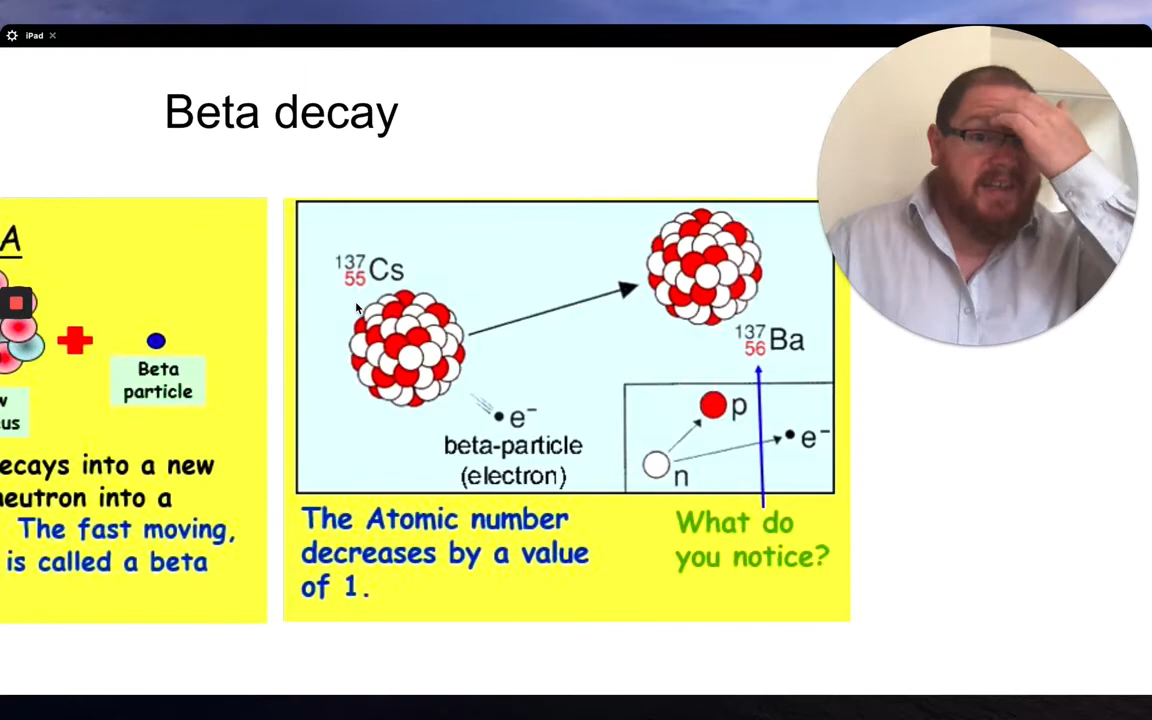 iPad
Beta decay
A
Beta
particle
w
us
ecays into a new
neutron into a
The fast moving,
is called a beta
137
55 Cs
e⁻
beta-particle
(electron)
137
56 Ba
p
e⁻
n
The Atomic number
decreases by a value
of 1.
What do
you notice?